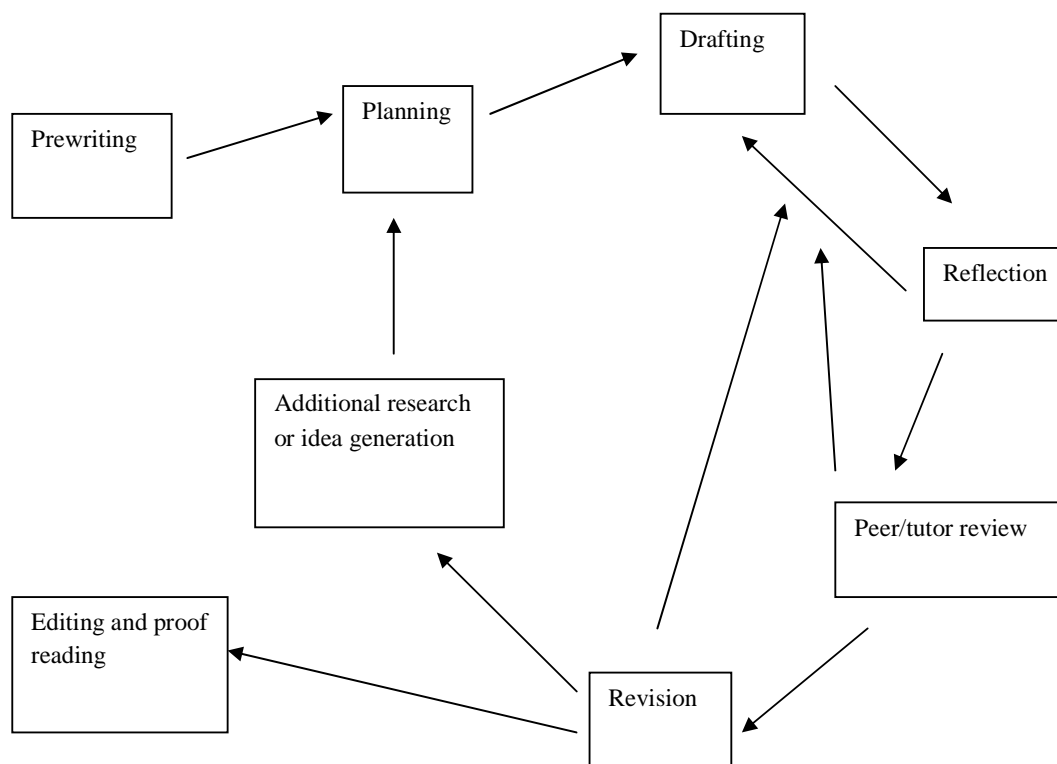 Drafting
Planning
Prewriting
Reflection
Additional research
or idea generation
Peer/tutor review
Editing and proof
reading
Revision